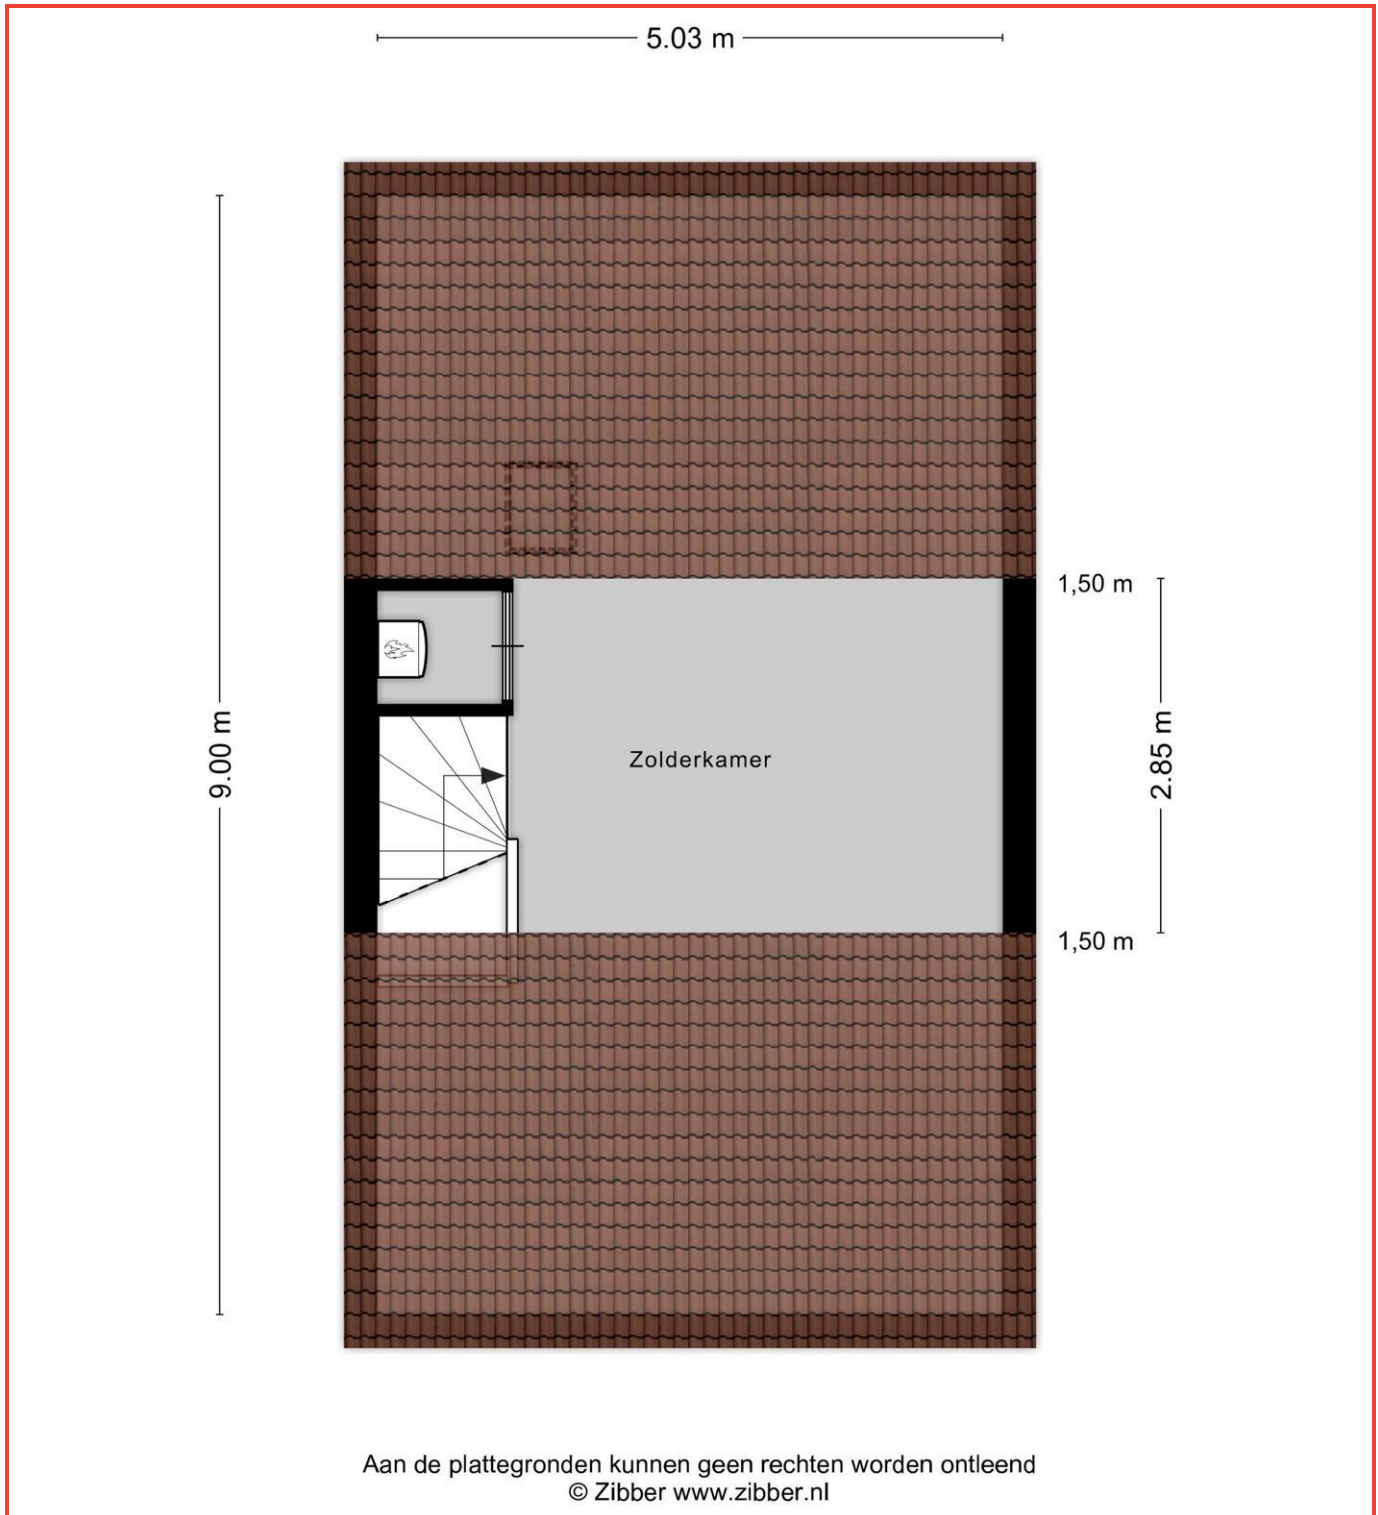 5.03 m
1,50 m
9.00 m
2.85 m
Zolderkamer
1,50 m
Aan de plattegronden kunnen geen rechten worden ontleend
© Zibber www.zibber.nl